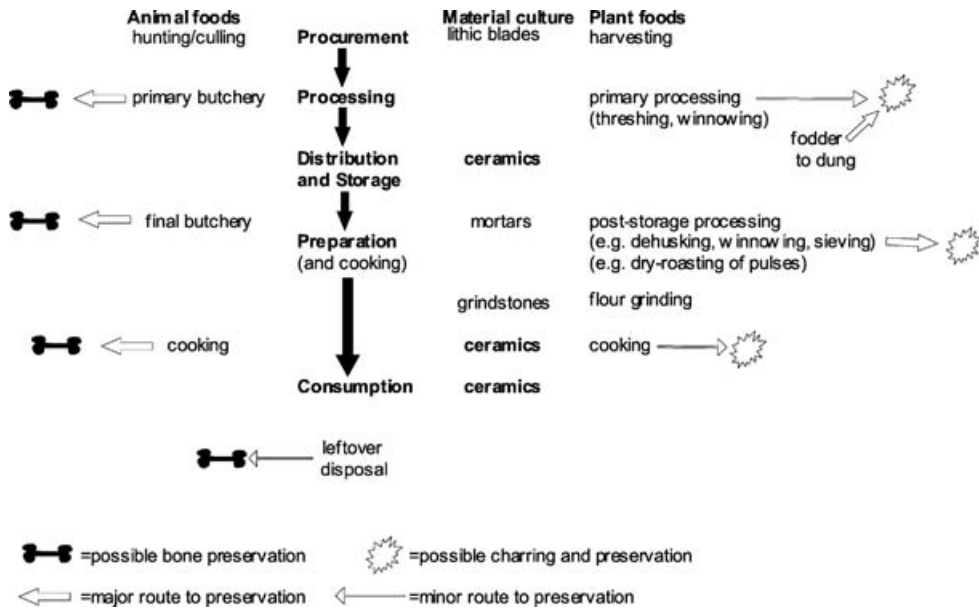 Animal foods
Material culture
Plant foods
hunting/culling
Procurement
lithic blades
harvesting
primary butchery
Processing
primary processing
(threshing, winnowing)
fodder
to dung
Distribution
and Storage
ceramics
final butchery
Preparation
(and cooking)
mortars
post-storage processing
(e.g. dehusking, winnowing, sieving)
(e.g. dry-roasting of pulses)
grindstones
flour grinding
cooking
ceramics
cooking
Consumption
ceramics
leftover
disposal
=possible bone preservation
=possible charring and preservation
=major route to preservation
=minor route to preservation